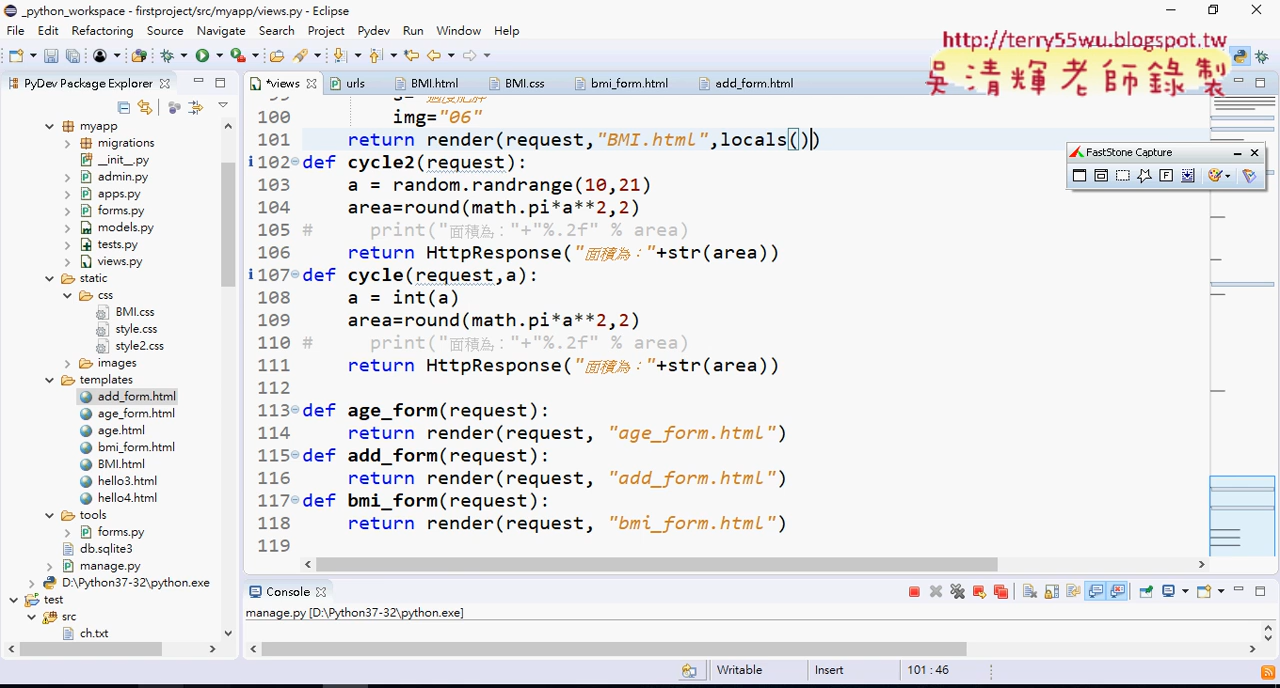 _python_workspace - firstproject/src/myapp/views.py - Eclipse
File Edit Refactoring Source Navigate Search Project Pydev Run Window Help
http://terry55wu.blogspot.tw
吳清輝老師錄製
PyDev Package Explorer
*views urls BMI.html BMI.css bmi_form.html add_form.html
myapp
migrations
__init__.py
admin.py
apps.py
forms.py
models.py
tests.py
views.py
static
css
BMI.css
style.css
style2.css
images
templates
add_form.html
age_form.html
age.html
bmi_form.html
BMI.html
hello3.html
hello4.html
tools
forms.py
db.sqlite3
manage.py
D:\Python37-32\python.exe
test
src
ch.txt
100 img="06"
101 return render(request,"BMI.html",locals())
102 def cycle2(request):
103 a = random.randrange(10,21)
104 area=round(math.pi*a**2,2)
105 # print("面積為："+"%.2f" % area)
106 return HttpResponse("面積為："+str(area))
107 def cycle(request,a):
108 a = int(a)
109 area=round(math.pi*a**2,2)
110 # print("面積為："+"%.2f" % area)
111 return HttpResponse("面積為："+str(area))
112
113 def age_form(request):
114 return render(request, "age_form.html")
115 def add_form(request):
116 return render(request, "add_form.html")
117 def bmi_form(request):
118 return render(request, "bmi_form.html")
119
FastStone Capture
Console
manage.py [D:\Python37-32\python.exe]
Writable Insert 101 : 46